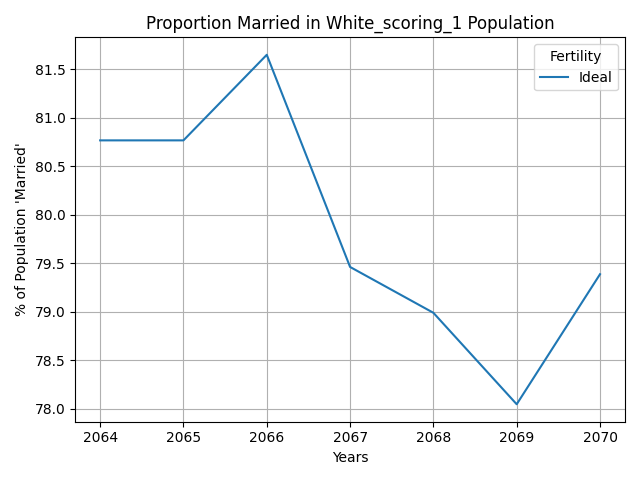 Proportion Married in White_scoring_1 Population
Fertility
Ideal
% of Population 'Married'
81.5
81.0
80.5
80.0
79.5
79.0
78.5
78.0
2064 2065 2066 2067 2068 2069 2070
Years